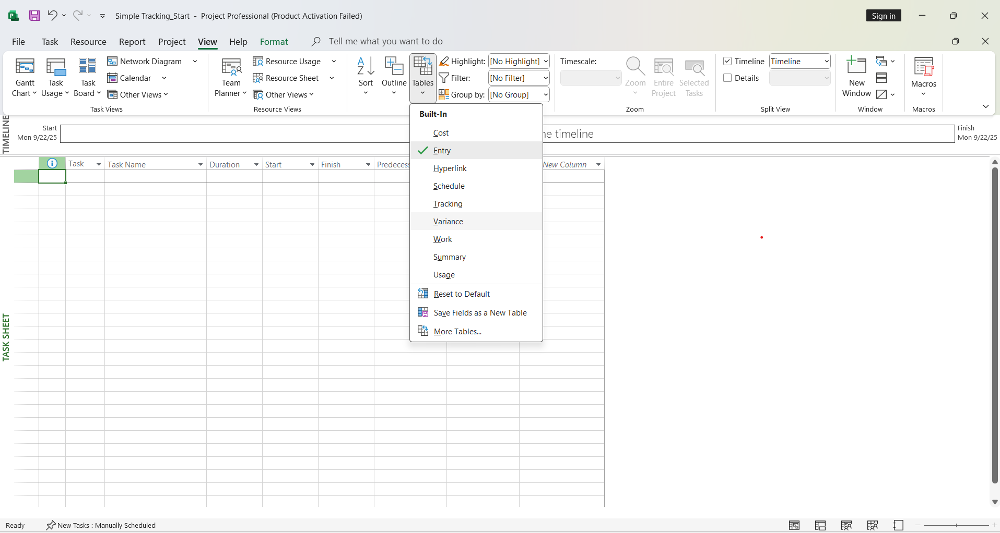 Simple Tracking_Start - Project Professional (Product Activation Failed)
Sign in
File Task Resource Report Project View Help Format Tell me what you want to do
Gantt Chart
Task Usage
Task Board
Network Diagram
Calendar
Other Views
Task Views
Team Planner
Resource Usage
Resource Sheet
Other Views
Resource Views
Sort
Outline
Tables
Highlight: [No Highlight]
Filter: [No Filter]
Group by: [No Group]
Timescale:
Zoom
Entire Project
Selected Tasks
Zoom
Timeline Timeline
Details
Split View
New Window
Window
Macros
Macros
TIMELINE
Start
Mon 9/22/25
ne timeline
Finish
Mon 9/22/25
Built-In
Cost
Entry
Hyperlink
Schedule
Tracking
Variance
Work
Summary
Usage
Reset to Default
Save Fields as a New Table
More Tables...
Task Task Name Duration Start Finish Predecess New Column
TASK SHEET
Ready New Tasks : Manually Scheduled